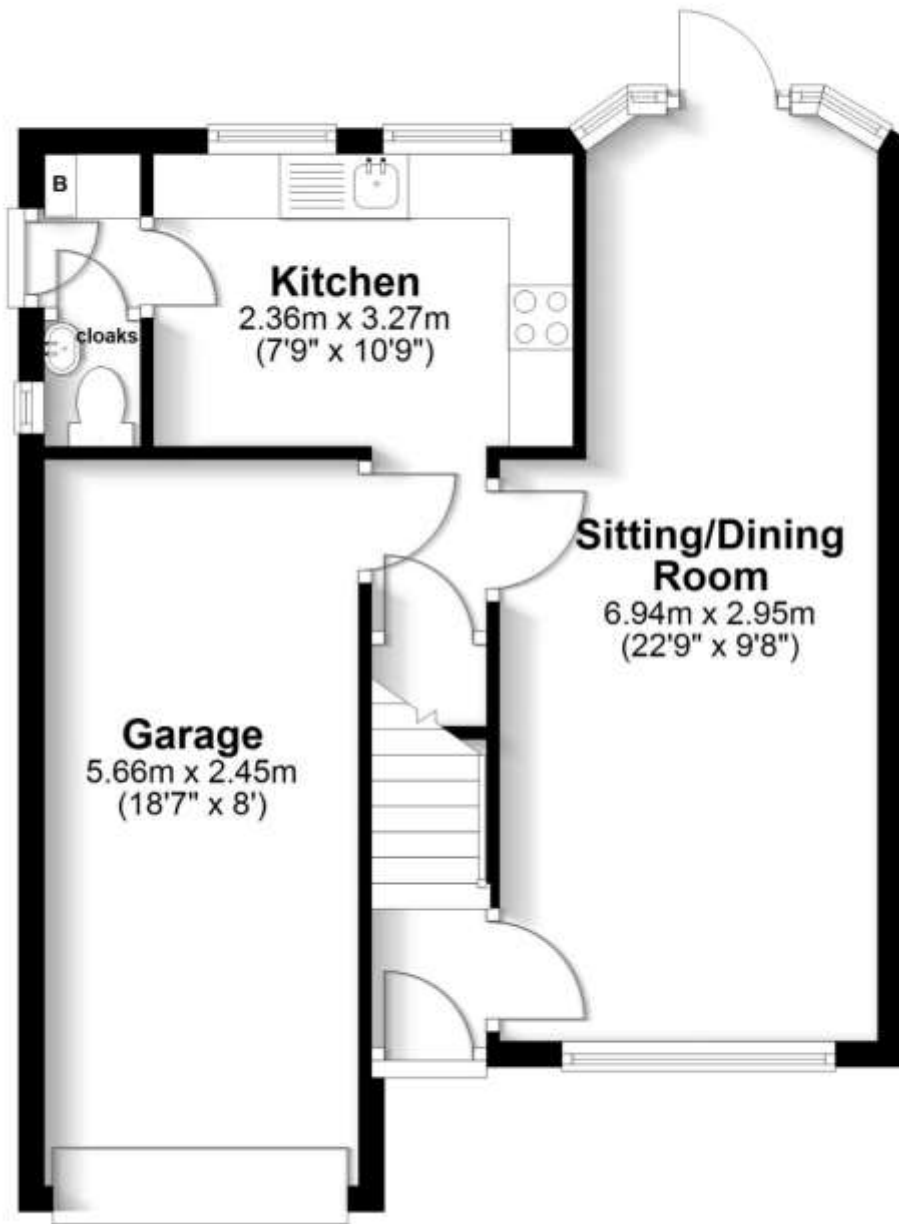 B
Kitchen
2.36m x 3.27m
(7'9" x 10'9")
cloaks
Sitting/Dining
Room
6.94m x 2.95m
(22'9" x 9'8")
Garage
5.66m x 2.45m
(18'7" x 8')